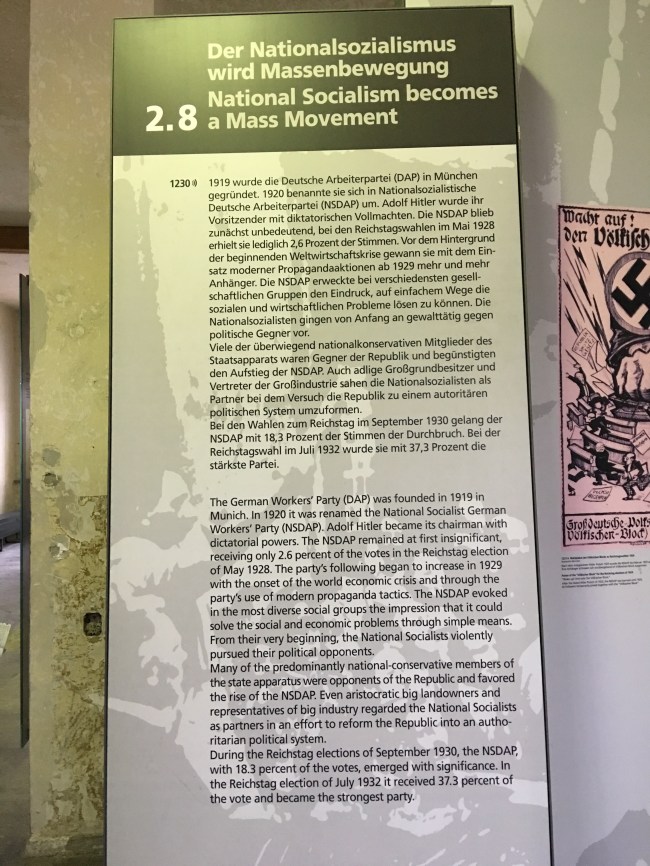 Der Nationalsozialismus
wird Massenbewegung
National Socialism becomes
2.8 a Mass Movement
1230 1919 wurde die Deutsche Arbeiterpartei (DAP) in München
gegründet. 1920 benannte sie sich in Nationalsozialistische
Deutsche Arbeiterpartei (NSDAP) um. Adolf Hitler wurde ihr
Vorsitzender mit diktatorischen Vollmachten. Die NSDAP blieb
zunächst unbedeutend, bei den Reichstagswahlen im Mai 1928
erhielt sie lediglich 2,6 Prozent der Stimmen. Vor dem Hintergrund
der beginnenden Weltwirtschaftskrise gewann sie mit dem Ein-
satz moderner Propagandaaktionen ab 1929 mehr und mehr
Anhänger. Die NSDAP erweckte bei verschiedensten gesell-
schaftlichen Gruppen den Eindruck, auf einfachem Wege die
sozialen und wirtschaftlichen Probleme lösen zu können. Die
Nationalsozialisten gingen von Anfang an gewalttätig gegen
politische Gegner vor.
Viele der überwiegend nationalkonservativen Mitglieder des
Staatsapparats waren Gegner der Republik und begünstigten
den Aufstieg der NSDAP. Auch adlige Großgrundbesitzer und
Vertreter der Großindustrie sahen die Nationalsozialisten als
Partner bei dem Versuch die Republik zu einem autoritären
politischen System umzuformen.
Bei den Wahlen zum Reichstag im September 1930 gelang der
NSDAP mit 18,3 Prozent der Stimmen der Durchbruch. Bei der
Reichstagswahl im Juli 1932 wurde sie mit 37,3 Prozent die
stärkste Partei.
The German Workers' Party (DAP) was founded in 1919 in
Munich. In 1920 it was renamed the National Socialist German
Workers' Party (NSDAP). Adolf Hitler became its chairman with
dictatorial powers. The NSDAP remained at first insignificant,
receiving only 2.6 percent of the votes in the Reichstag election
of May 1928. The party's following began to increase in 1929
with the onset of the world economic crisis and through the
party's use of modern propaganda tactics. The NSDAP evoked
in the most diverse social groups the impression that it could
solve the social and economic problems through simple means.
From their very beginning, the National Socialists violently
pursued their political opponents.
Many of the predominantly national-conservative members of
the state apparatus were opponents of the Republic and favored
the rise of the NSDAP. Even aristocratic big landowners and
representatives of big industry regarded the National Socialists
as partners in an effort to reform the Republic into an autho-
ritarian political system.
During the Reichstag elections of September 1930, the NSDAP,
with 18.3 percent of the votes, emerged with significance. In
the Reichstag election of July 1932 it received 37.3 percent of
the vote and became the strongest party.
Wacht auf!
den Völkisch
Großdeutsche Volks
Völkischen-Block)